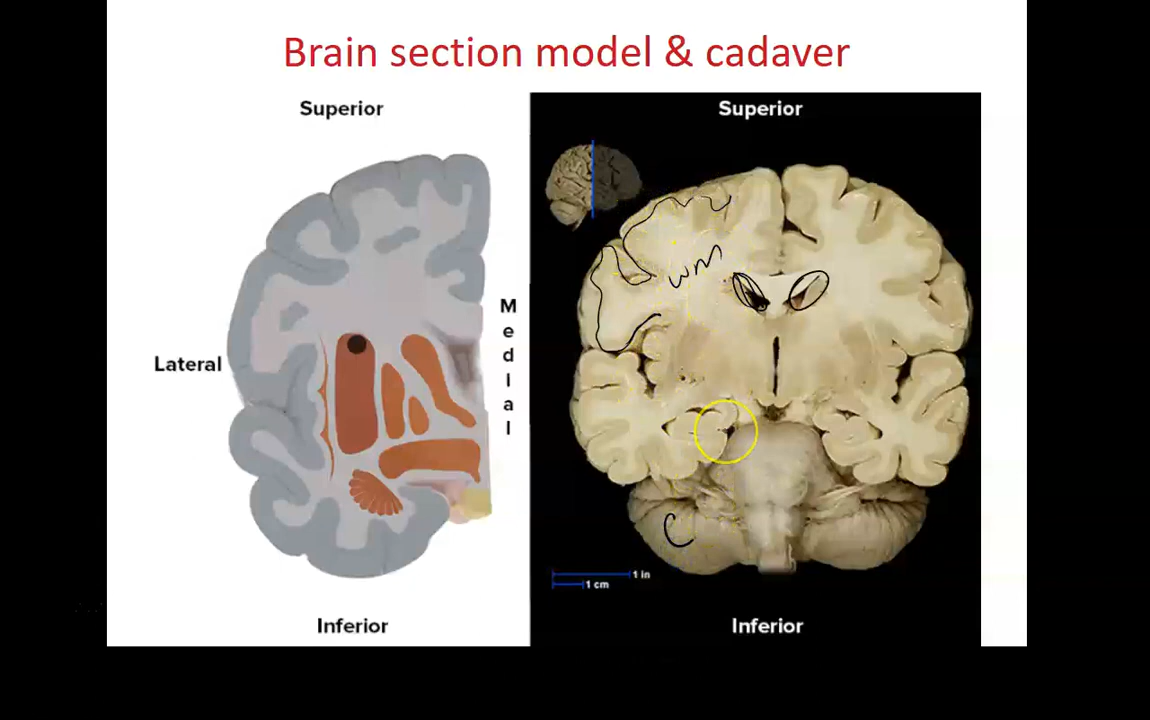 Brain section model & cadaver
Superior
Superior
wm
M
e
d
I
a
l
Lateral
C
1 in
1 cm
Inferior
Inferior